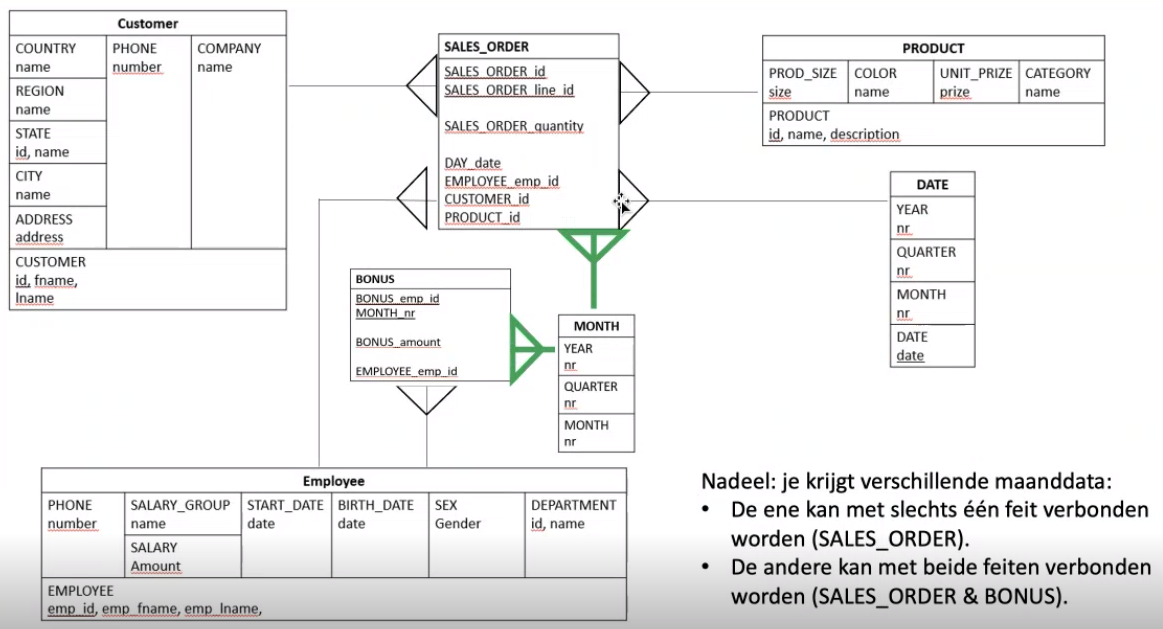 Customer
COUNTRY
name
REGION
name
STATE
id, name
CITY
name
ADDRESS
address
PHONE
number
COMPANY
name
CUSTOMER
id, fname,
lname
SALES_ORDER
SALES_ORDER_id
SALES_ORDER_line_id
SALES_ORDER_quantity
DAY_date
EMPLOYEE_emp_id
CUSTOMER_id
PRODUCT_id
PRODUCT
PROD_SIZE
size
COLOR
name
UNIT_PRIZE
prize
CATEGORY
name
PRODUCT
id, name, description
DATE
YEAR
nr
QUARTER
nr
MONTH
nr
DATE
date
BONUS
BONUS_emp_id
MONTH_nr
BONUS_amount
EMPLOYEE_emp_id
MONTH
YEAR
nr
QUARTER
nr
MONTH
nr
Employee
PHONE
number
SALARY_GROUP
name
SALARY
Amount
START_DATE
date
BIRTH_DATE
date
SEX
Gender
DEPARTMENT
id, name
EMPLOYEE
emp_id, emp_fname, emp_lname,
Nadeel: je krijgt verschillende maanddata:
• De ene kan met slechts één feit verbonden
worden (SALES_ORDER).
• De andere kan met beide feiten verbonden
worden (SALES_ORDER & BONUS).